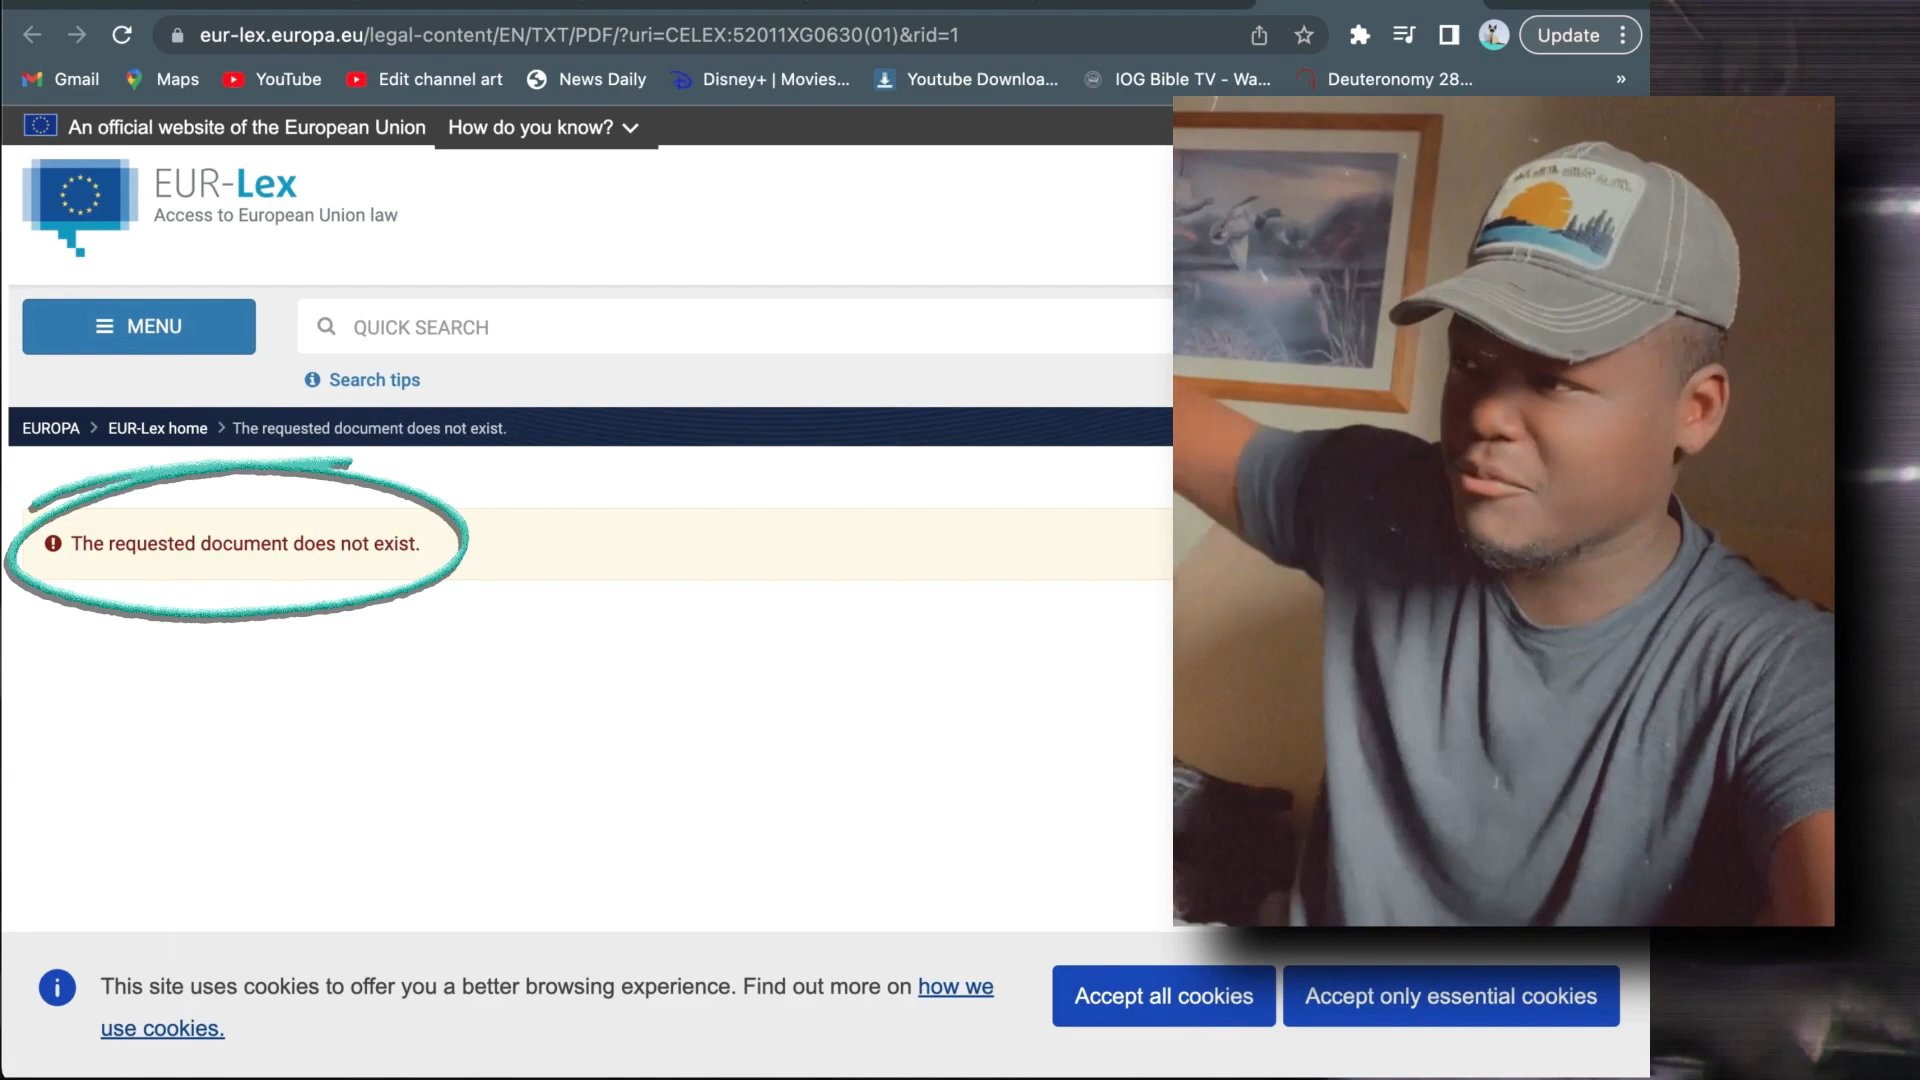 eur-lex.europa.eu/legal-content/EN/TXT/PDF/?uri=CELEX:52011XG0630(01)&rid=1
Update
Gmail
Maps
YouTube
Edit channel art
News Daily
Disney+ | Movies...
Youtube Downloa...
IOG Bible TV - Wa...
Deuteronomy 28...
»
An official website of the European Union
How do you know?
EUR-Lex
Access to European Union law
MENU
QUICK SEARCH
Search tips
EUROPA > EUR-Lex home > The requested document does not exist.
The requested document does not exist.
This site uses cookies to offer you a better browsing experience. Find out more on how we
use cookies.
Accept all cookies
Accept only essential cookies